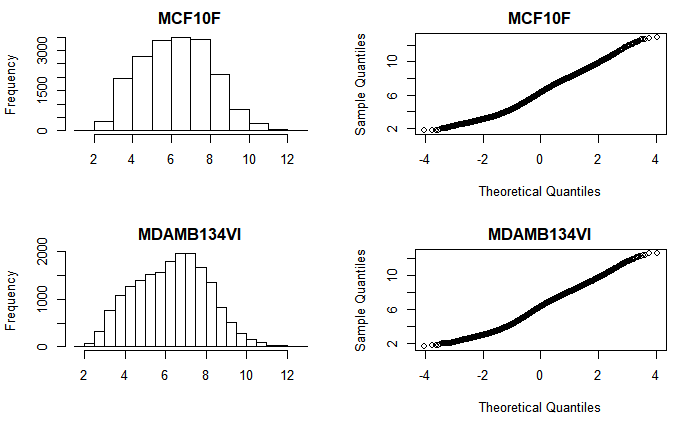 MCF10F
Frequency
0 1500 3000
2 4 6 8 10 12
MCF10F
Sample Quantiles
2 6 10
-4 -2 0 2 4
Theoretical Quantiles
MDAMB134VI
Frequency
0 1000 2000
2 4 6 8 10 12
MDAMB134VI
Sample Quantiles
2 6 10
-4 -2 0 2 4
Theoretical Quantiles